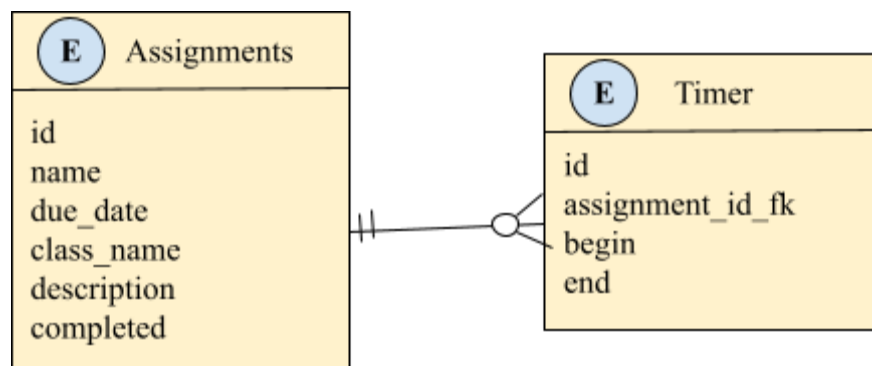 E Assignments
id
name
due_date
class_name
description
completed
E Timer
id
assignment_id_fk
begin
end